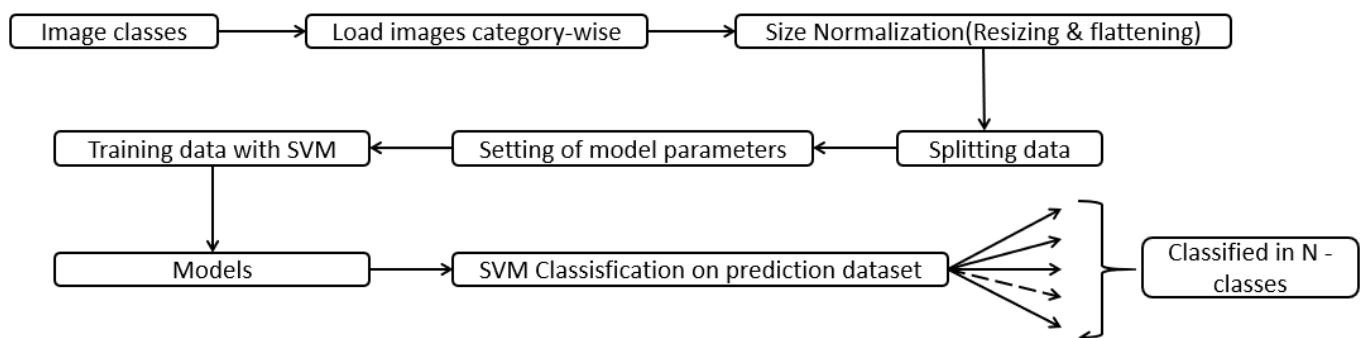 Image classes
Load images category-wise
Size Normalization(Resizing & flattening)
Training data with SVM
Setting of model parameters
Splitting data
Models
SVM Classisfication on prediction dataset
Classified in N -
classes